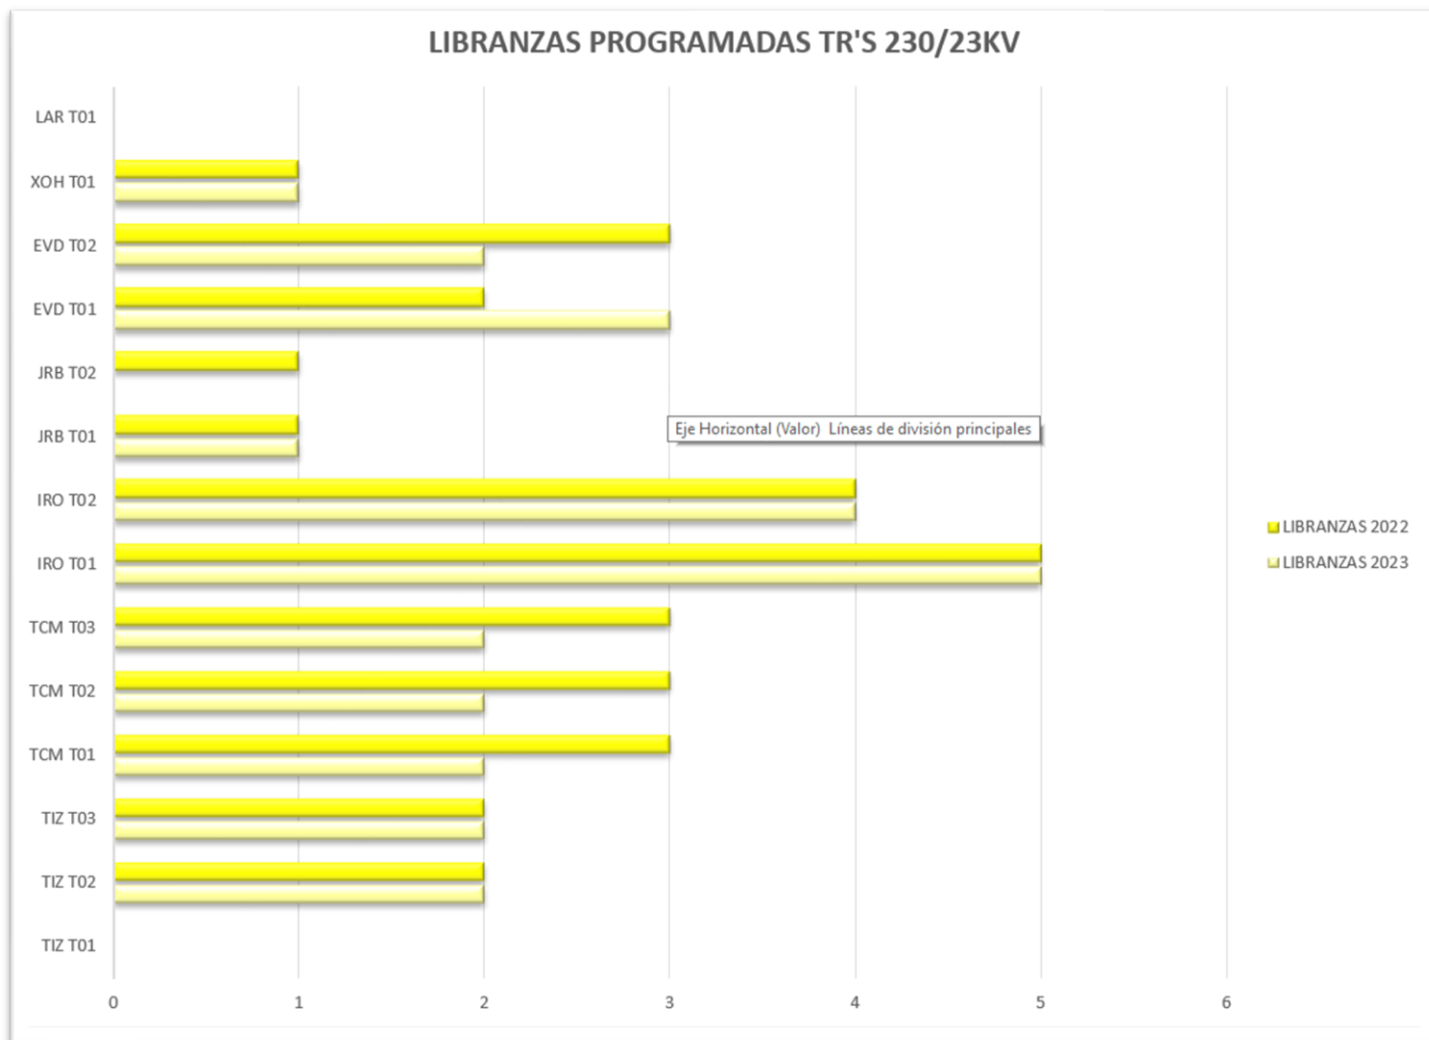 LIBRANZAS PROGRAMADAS TR'S 230/23KV
LAR T01
XOH T01
EVD T02
EVD T01
JRB T02
JRB T01
Eje Horizontal (Valor) Líneas de división principales
IRO T02
LIBRANZAS 2022
IRO T01
LIBRANZAS 2023
TCM T03
TCM T02
TCM T01
TIZ T03
TIZ T02
TIZ T01
0 1 2 3 4 5 6